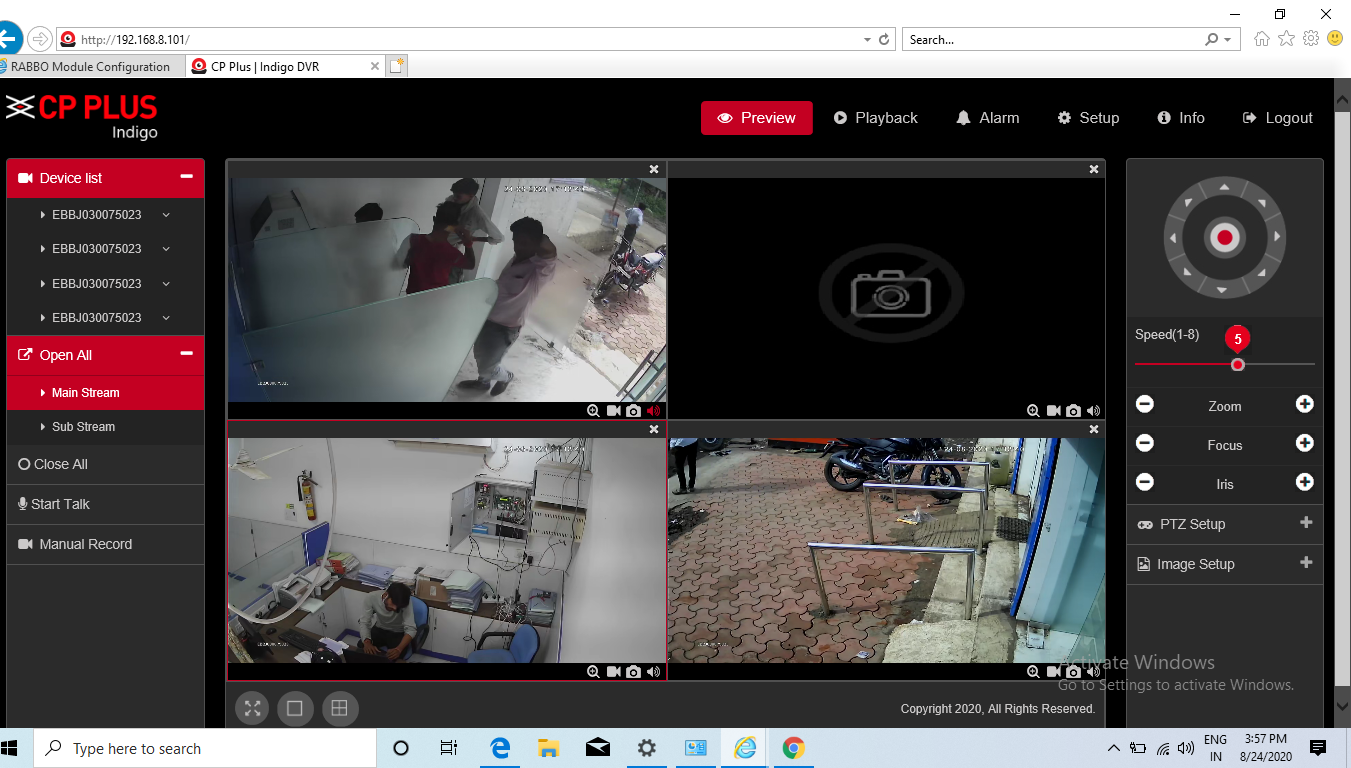 http://192.168.8.101/
Search...
RABBO Module Configuration
CP Plus | Indigo DVR
CP PLUS
Indigo
Preview
Playback
Alarm
Setup
Info
Logout
Device list
EBBJ030075023
EBBJ030075023
EBBJ030075023
EBBJ030075023
Open All
Main Stream
Sub Stream
Close All
Start Talk
Manual Record
Speed(1-8)
5
Zoom
Focus
Iris
PTZ Setup
Image Setup
Activate Windows
Go to Settings to activate Windows.
Copyright 2020, All Rights Reserved.
Type here to search
ENG
IN
3:57 PM
8/24/2020